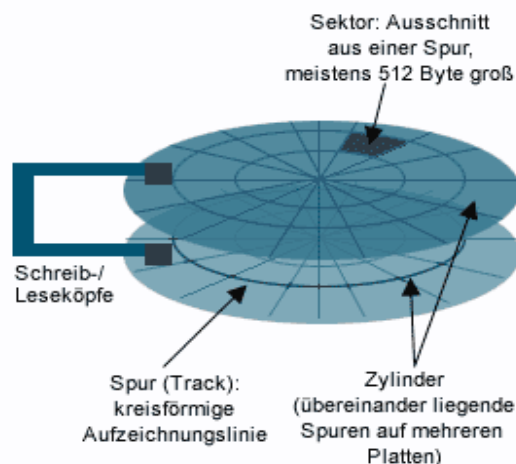 Sektor: Ausschnitt
aus einer Spur,
meistens 512 Byte groß
Schreib-/
Leseköpfe
Spur (Track):
kreisförmige
Aufzeichnungslinie
Zylinder
(übereinander liegende
Spuren auf mehreren
Platten)